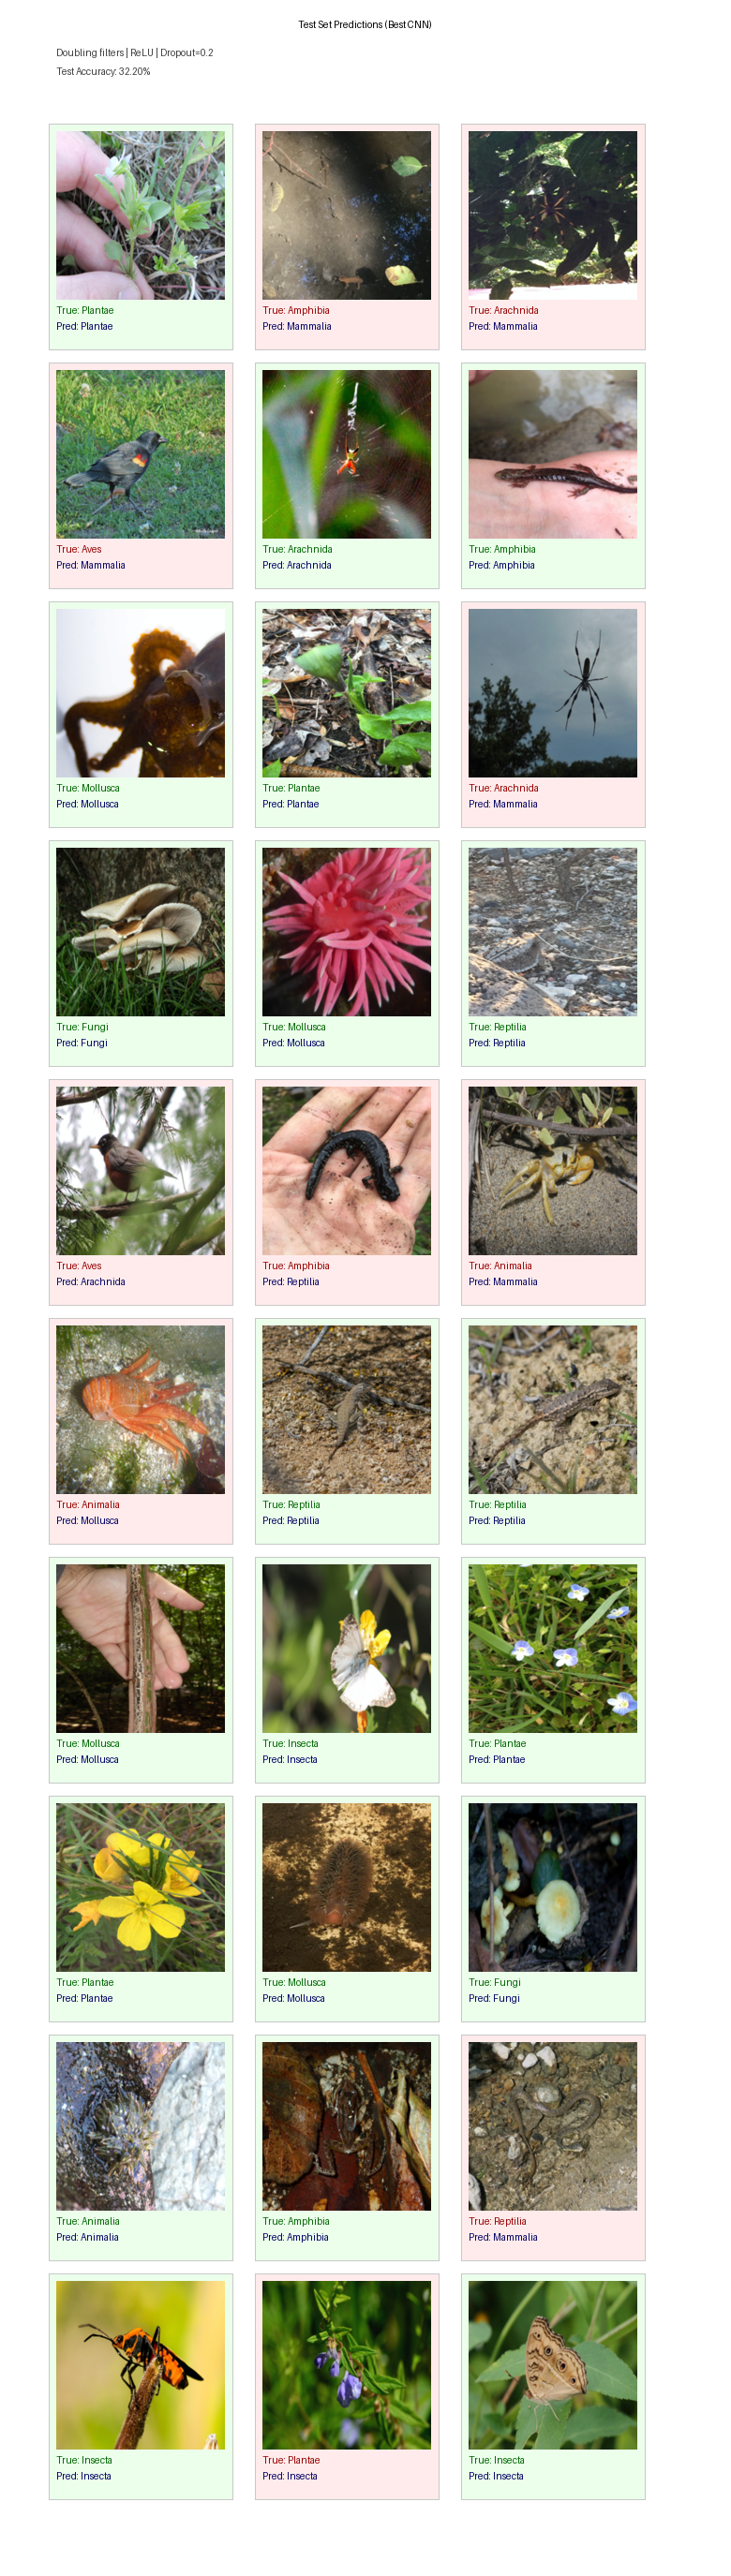 Test Set Predictions (Best CNN)
Doubling filters | ReLU | Dropout=0.2
Test Accuracy: 32.20%
True: Plantae
Pred: Plantae
True: Amphibia
Pred: Mammalia
True: Arachnida
Pred: Mammalia
True: Aves
Pred: Mammalia
True: Arachnida
Pred: Arachnida
True: Amphibia
Pred: Amphibia
True: Mollusca
Pred: Mollusca
True: Plantae
Pred: Plantae
True: Arachnida
Pred: Mammalia
True: Fungi
Pred: Fungi
True: Mollusca
Pred: Mollusca
True: Reptilia
Pred: Reptilia
True: Aves
Pred: Arachnida
True: Amphibia
Pred: Reptilia
True: Animalia
Pred: Mammalia
True: Animalia
Pred: Mollusca
True: Reptilia
Pred: Reptilia
True: Reptilia
Pred: Reptilia
True: Mollusca
Pred: Mollusca
True: Insecta
Pred: Insecta
True: Plantae
Pred: Plantae
True: Plantae
Pred: Plantae
True: Mollusca
Pred: Mollusca
True: Fungi
Pred: Fungi
True: Animalia
Pred: Animalia
True: Amphibia
Pred: Amphibia
True: Reptilia
Pred: Mammalia
True: Insecta
Pred: Insecta
True: Plantae
Pred: Insecta
True: Insecta
Pred: Insecta